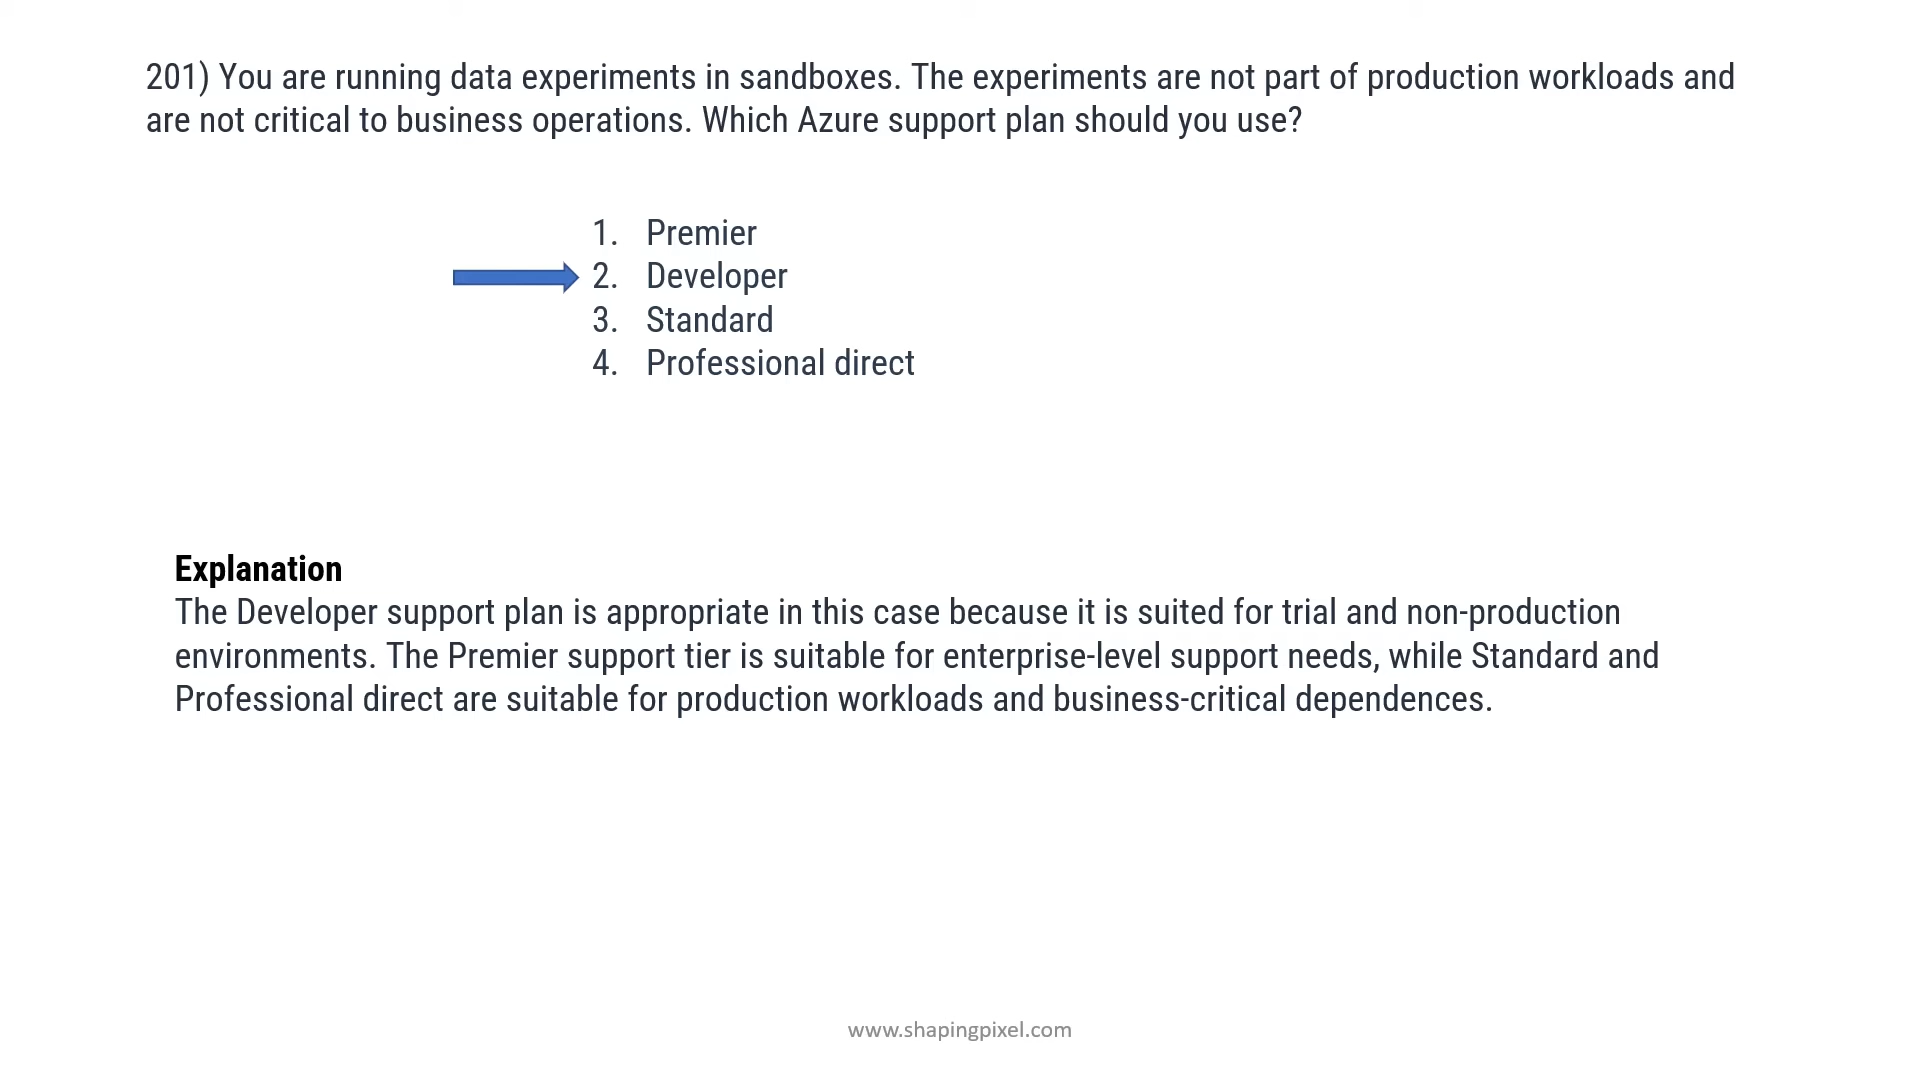 201) You are running data experiments in sandboxes. The experiments are not part of production workloads and
are not critical to business operations. Which Azure support plan should you use?
1. Premier
2. Developer
3. Standard
4. Professional direct
Explanation
The Developer support plan is appropriate in this case because it is suited for trial and non-production
environments. The Premier support tier is suitable for enterprise-level support needs, while Standard and
Professional direct are suitable for production workloads and business-critical dependences.
www.shapingpixel.com